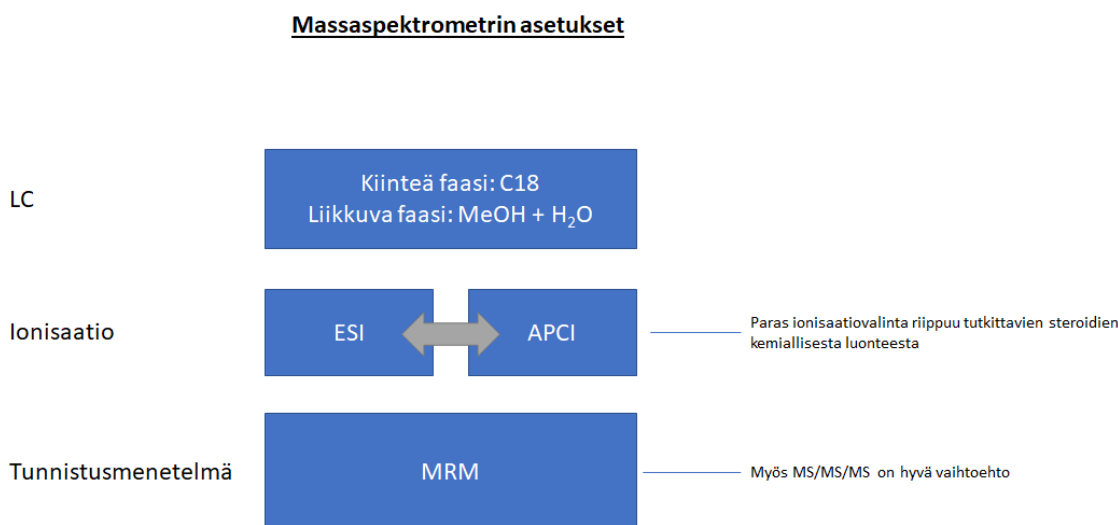 Massaspektrometrin asetukset
LC
Kiinteä faasi: C18
Liikkuva faasi: MeOH + H₂O
Ionisaatio
ESI
APCI
Paras ionisaatiovalinta riippuu tutkittavien steroidien
kemiallisesta luonteesta
Tunnistusmenetelmä
MRM
Myös MS/MS/MS on hyvä vaihtoehto